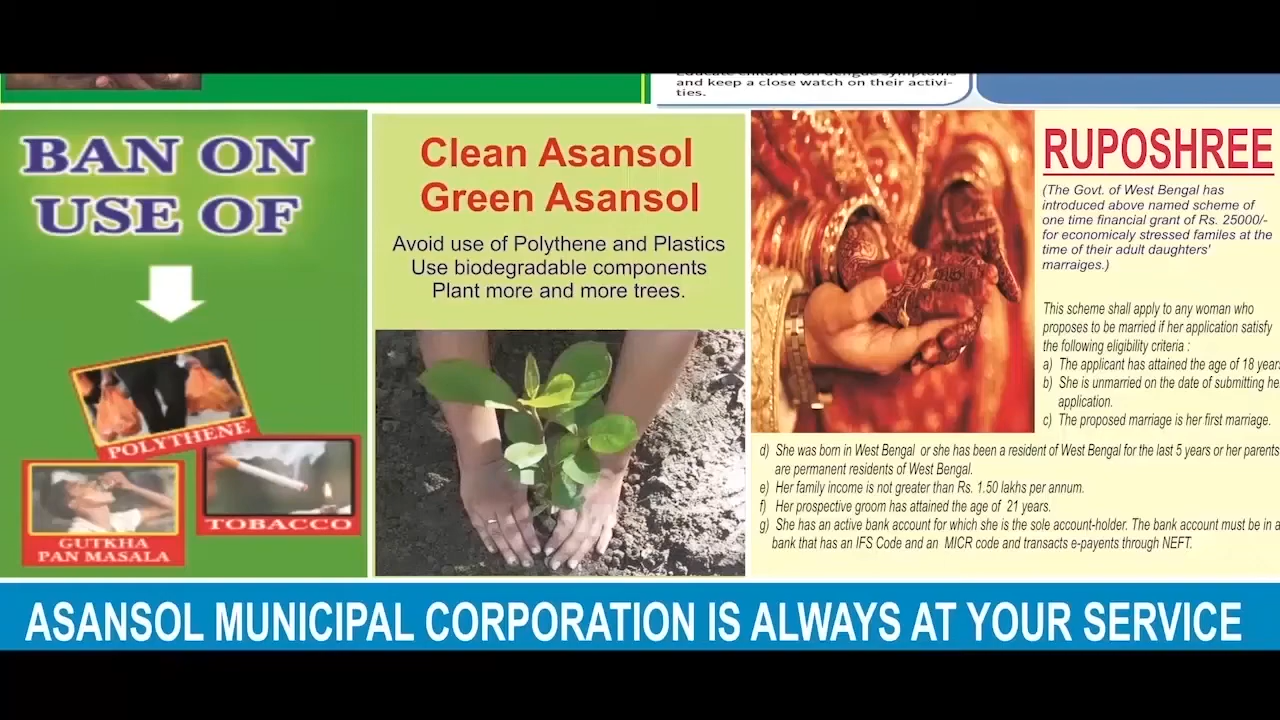 Educate children on dengue symptoms
and keep a close watch on their activi-
ties.
BAN ON
USE OF
POLYTHENE
TOBACCO
GUTKHA
PAN MASALA
Clean Asansol
Green Asansol
Avoid use of Polythene and Plastics
Use biodegradable components
Plant more and more trees.
RUPOSHREE
(The Govt. of West Bengal has
introduced above named scheme of
one time financial grant of Rs. 25000/-
for economicaly stressed familes at the
time of their adult daughters'
marraiges.)
This scheme shall apply to any woman who
proposes to be married if her application satisfy
the following eligibility criteria :
a) The applicant has attained the age of 18 years
b) She is unmarried on the date of submitting he
application.
c) The proposed marriage is her first marriage.
d) She was born in West Bengal or she has been a resident of West Bengal for the last 5 years or her parents
are permanent residents of West Bengal.
e) Her family income is not greater than Rs. 1.50 lakhs per annum.
f) Her prospective groom has attained the age of 21 years.
g) She has an active bank account for which she is the sole account-holder. The bank account must be in a
bank that has an IFS Code and an MICR code and transacts e-payents through NEFT.
ASANSOL MUNICIPAL CORPORATION IS ALWAYS AT YOUR SERVICE